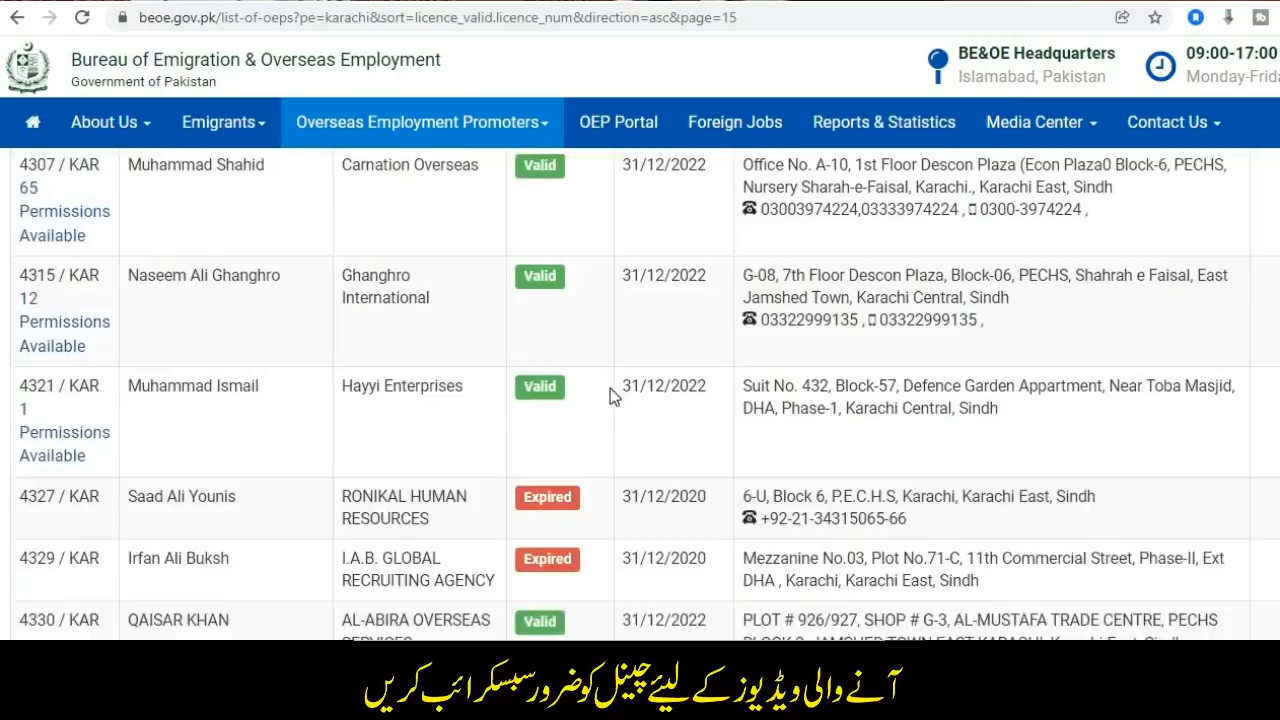 beoe.gov.pk/list-of-oeps?pe=karachi&sort=licence_valid.licence_num&direction=asc&page=15
Bureau of Emigration & Overseas Employment
Government of Pakistan
BE&OE Headquarters
Islamabad, Pakistan
09:00-17:00
Monday-Frida
About Us
Emigrants
Overseas Employment Promoters
OEP Portal
Foreign Jobs
Reports & Statistics
Media Center
Contact Us
4307 / KAR
65
Permissions
Available
Muhammad Shahid
Carnation Overseas
Valid
31/12/2022
Office No. A-10, 1st Floor Descon Plaza (Econ Plaza0 Block-6, PECHS,
Nursery Sharah-e-Faisal, Karachi., Karachi East, Sindh
03003974224,03333974224 , 0300-3974224 ,
4315 / KAR
12
Permissions
Available
Naseem Ali Ghanghro
Ghanghro
International
Valid
31/12/2022
G-08, 7th Floor Descon Plaza, Block-06, PECHS, Shahrah e Faisal, East
Jamshed Town, Karachi Central, Sindh
03322999135 , 03322999135 ,
4321 / KAR
1
Permissions
Available
Muhammad Ismail
Hayyi Enterprises
Valid
31/12/2022
Suit No. 432, Block-57, Defence Garden Appartment, Near Toba Masjid,
DHA, Phase-1, Karachi Central, Sindh
4327 / KAR
Saad Ali Younis
RONIKAL HUMAN
RESOURCES
Expired
31/12/2020
6-U, Block 6, P.E.C.H.S, Karachi, Karachi East, Sindh
+92-21-34315065-66
4329 / KAR
Irfan Ali Buksh
I.A.B. GLOBAL
RECRUITING AGENCY
Expired
31/12/2020
Mezzanine No.03, Plot No.71-C, 11th Commercial Street, Phase-II, Ext
DHA , Karachi, Karachi East, Sindh
4330 / KAR
QAISAR KHAN
AL-ABIRA OVERSEAS
SERVICES
Valid
31/12/2022
PLOT # 926/927, SHOP # G-3, AL-MUSTAFA TRADE CENTRE, PECHS
آنے والی ویڈیوز کے لیئے چینل کو ضرور سبسکرائب کریں